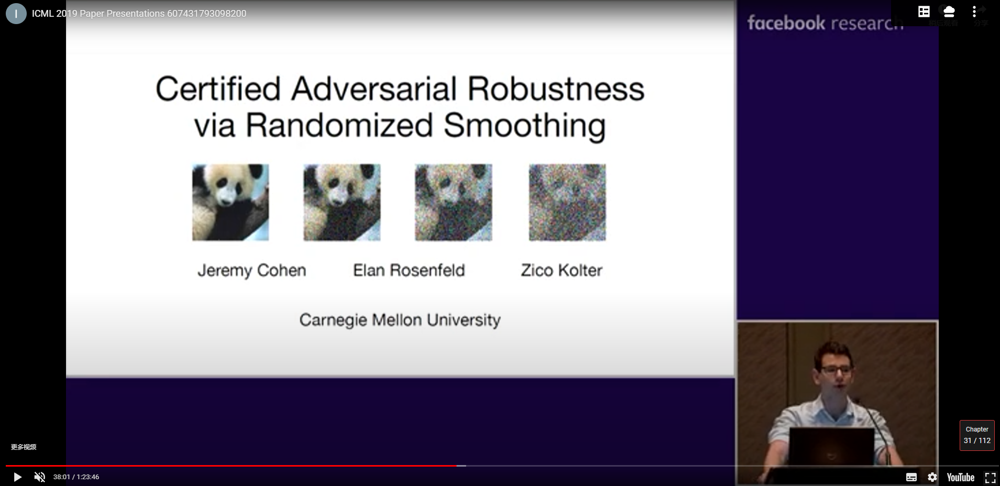 I
ICML 2019 Paper Presentations 607431793098200
facebook research
稍后观看
分享
Certified Adversarial Robustness
via Randomized Smoothing
Jeremy Cohen Elan Rosenfeld Zico Kolter
Carnegie Mellon University
Chapter
31 / 112
更多视频
38:01 / 1:23:46
YouTube